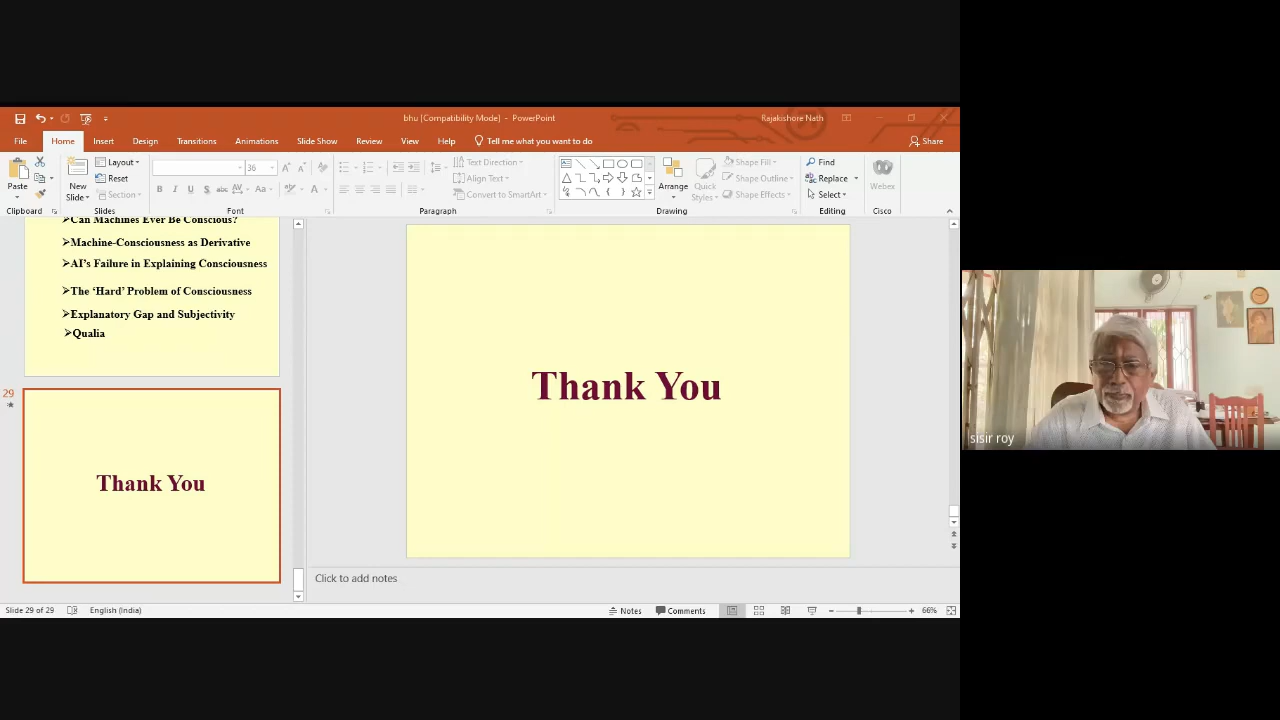 bhu [Compatibility Mode] - PowerPoint
Rajakishore Nath
File Home Insert Design Transitions Animations Slide Show Review View Help Tell me what you want to do Share
Paste
Clipboard
New
Slide
Layout
Reset
Section
Slides
36
B I U S abc AV Aa A
Font
Text Direction
Align Text
Convert to SmartArt
Paragraph
Arrange
Quick
Styles
Shape Fill
Shape Outline
Shape Effects
Drawing
Find
Replace
Select
Editing
Webex
Cisco
Can Machines Ever Be Conscious?
Machine-Consciousness as Derivative
AI's Failure in Explaining Consciousness
The ‘Hard’ Problem of Consciousness
Explanatory Gap and Subjectivity
Qualia
29
Thank You
Thank You
Click to add notes
Slide 29 of 29 English (India) Notes Comments 66%
sisir roy